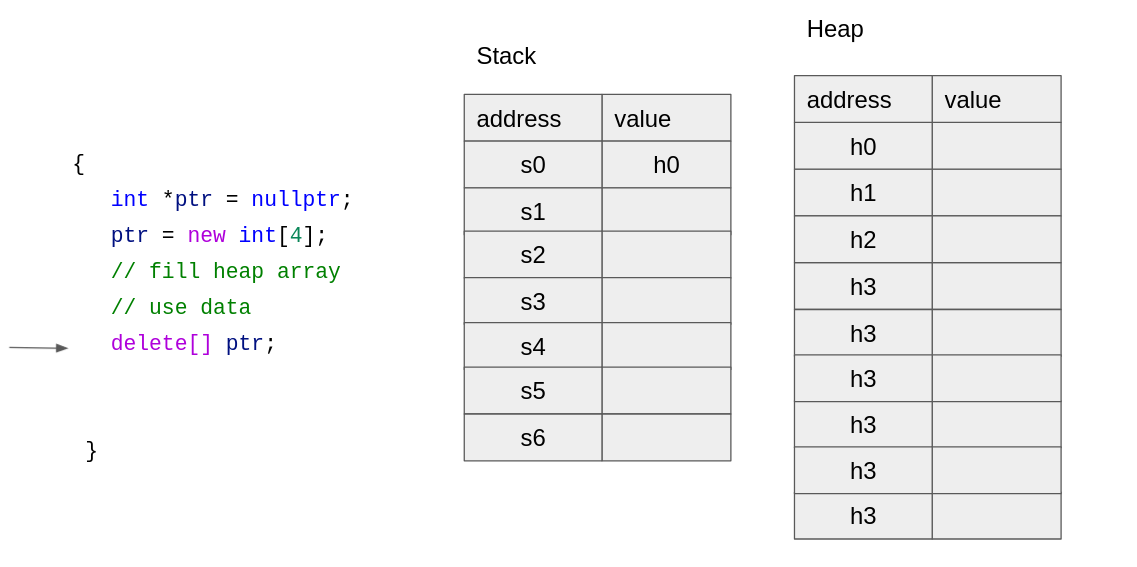 {
int *ptr = nullptr;
ptr = new int[4];
// fill heap array
// use data
delete[] ptr;
}
Stack
address value
s0 h0
s1
s2
s3
s4
s5
s6
Heap
address value
h0
h1
h2
h3
h3
h3
h3
h3
h3